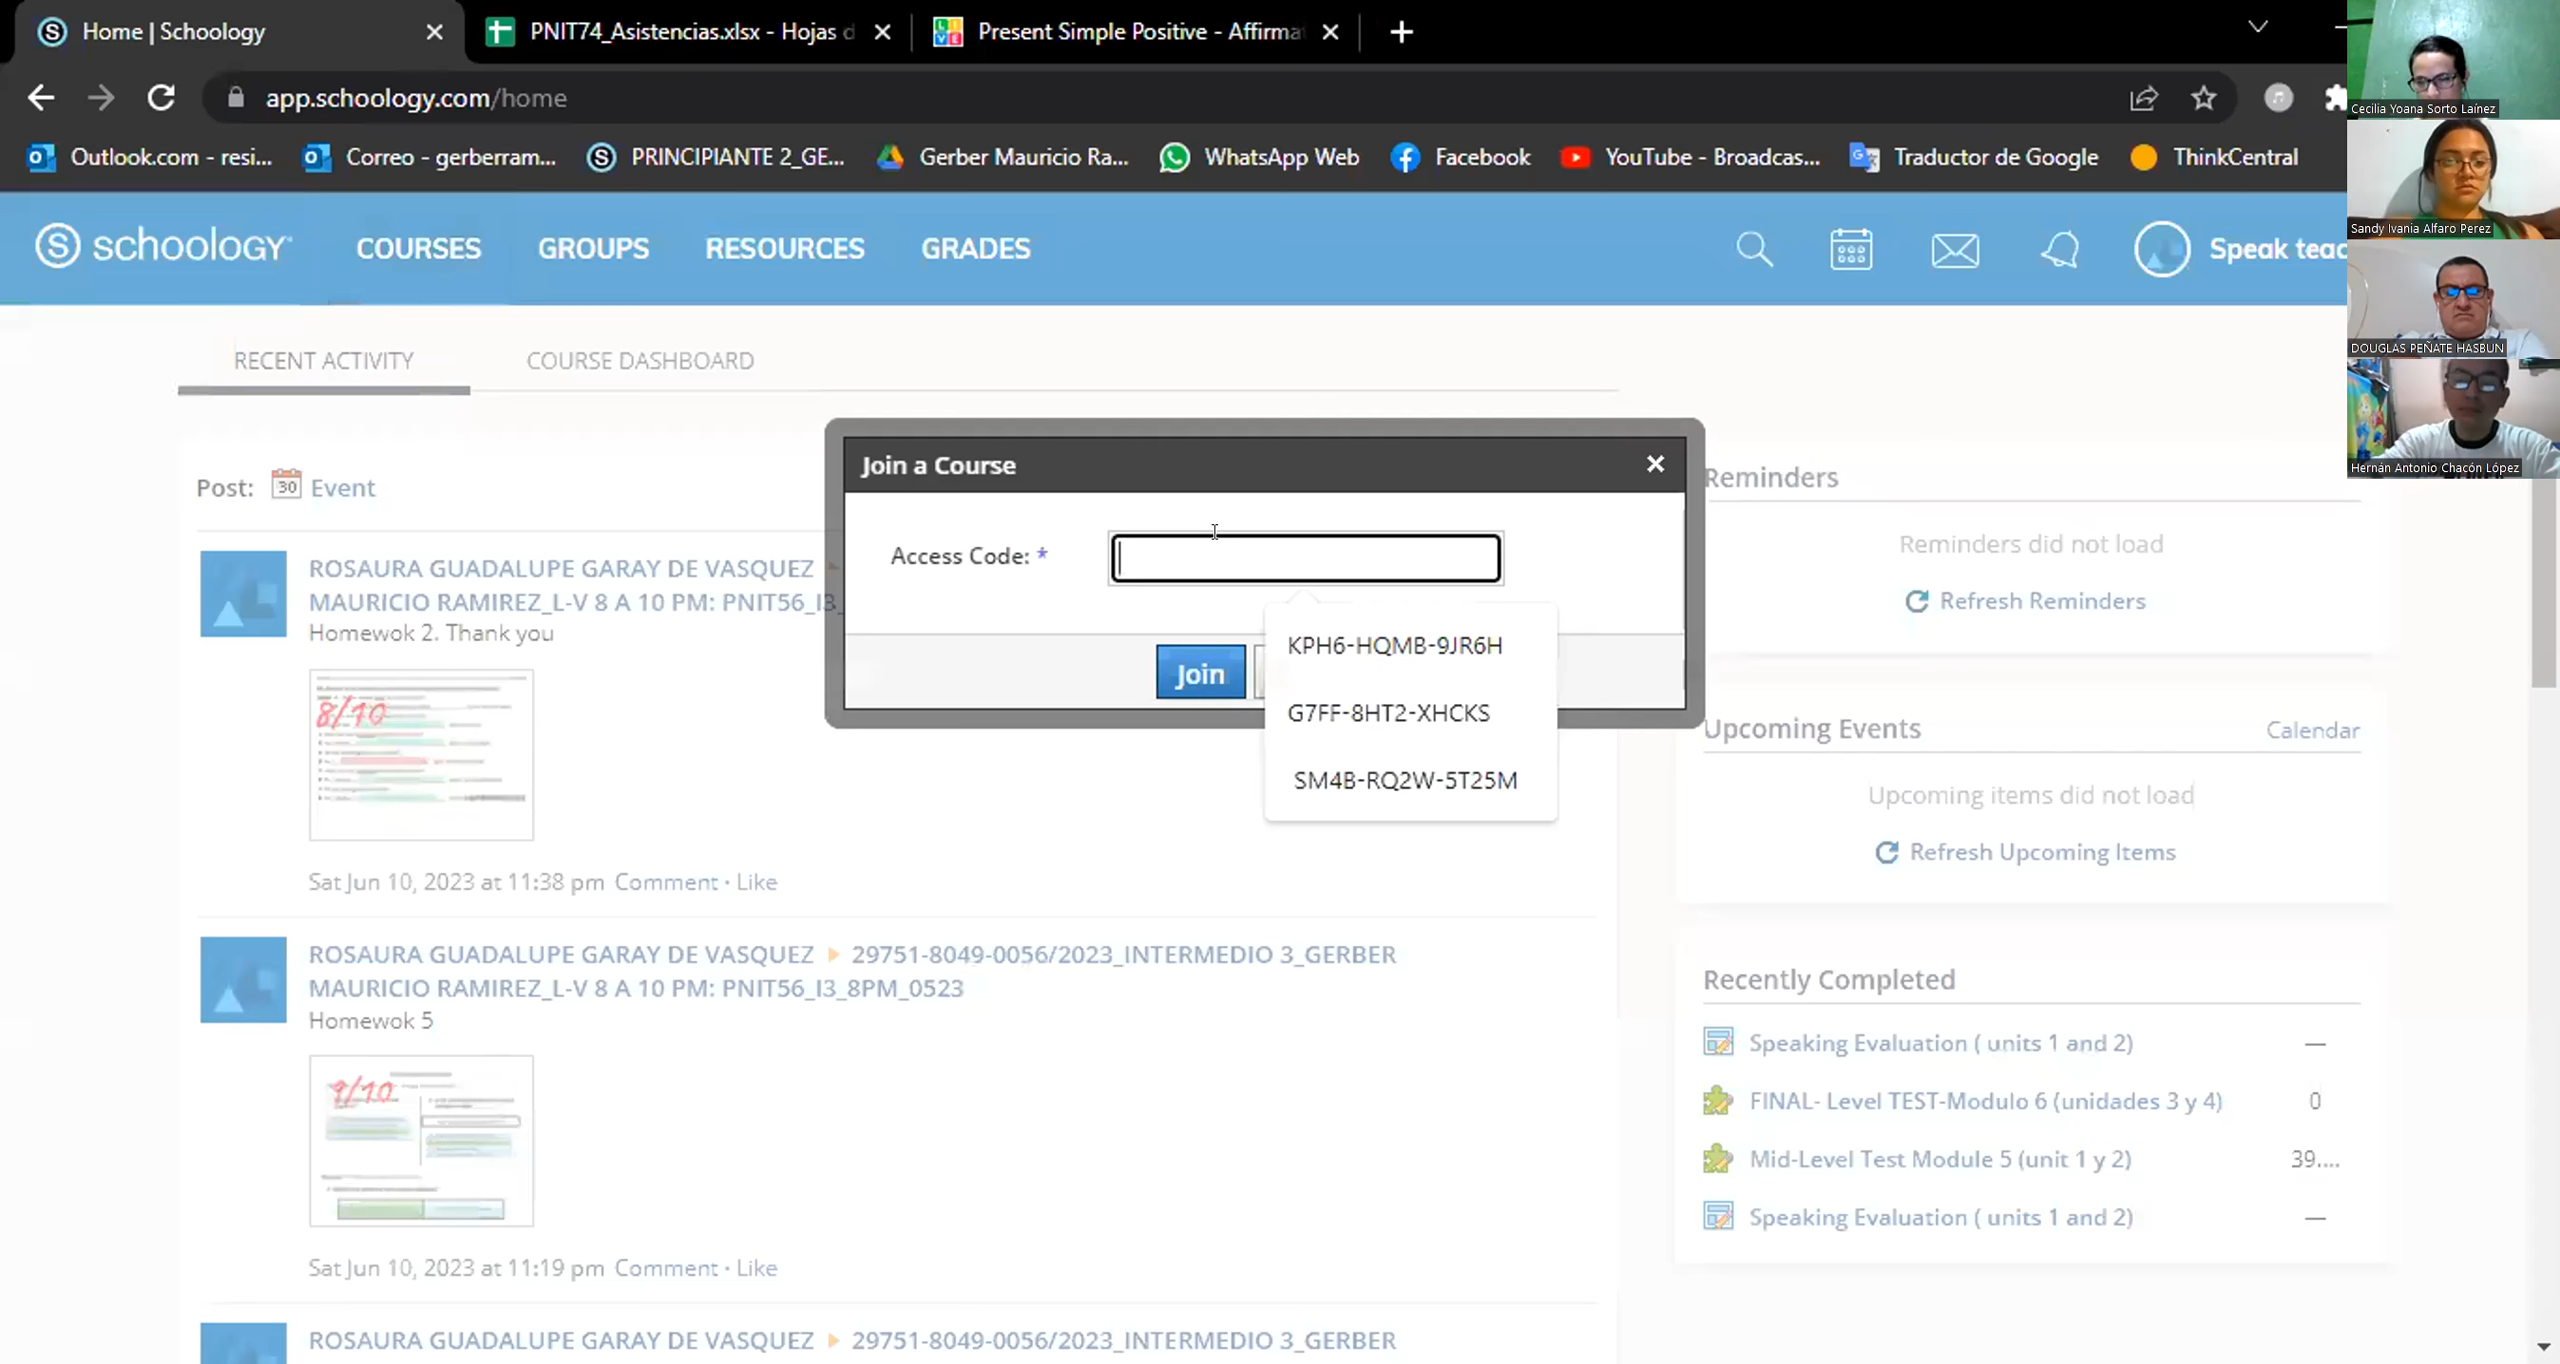 Home | Schoology
PNIT74_Asistencias.xlsx - Hojas d
Present Simple Positive - Affirma
app.schoology.com/home
Outlook.com - resi...
Correo - gerberram...
PRINCIPIANTE 2_GE...
Gerber Mauricio Ra...
WhatsApp Web
Facebook
YouTube - Broadcas...
Traductor de Google
ThinkCentral
schoology
COURSES
GROUPS
RESOURCES
GRADES
Speak teac
Cecilia Yoana Sorto Laínez
Sandy Ivania Alfaro Perez
DOUGLAS PEÑATE HASBUN
Hernán Antonio Chacón López
RECENT ACTIVITY
COURSE DASHBOARD
Post: 30 Event
ROSAURA GUADALUPE GARAY DE VASQUEZ
MAURICIO RAMIREZ_L-V 8 A 10 PM: PNIT56_I3_
Homewok 2. Thank you
8/10
Sat Jun 10, 2023 at 11:38 pm Comment · Like
ROSAURA GUADALUPE GARAY DE VASQUEZ 29751-8049-0056/2023_INTERMEDIO 3_GERBER
MAURICIO RAMIREZ_L-V 8 A 10 PM: PNIT56_I3_8PM_0523
Homewok 5
9/10
Sat Jun 10, 2023 at 11:19 pm Comment · Like
ROSAURA GUADALUPE GARAY DE VASQUEZ 29751-8049-0056/2023_INTERMEDIO 3_GERBER
Join a Course
Access Code: *
Join
KPH6-HQMB-9JR6H
G7FF-8HT2-XHCKS
SM4B-RQ2W-5T25M
Reminders
Reminders did not load
Refresh Reminders
Upcoming Events
Calendar
Upcoming items did not load
Refresh Upcoming Items
Recently Completed
Speaking Evaluation ( units 1 and 2) —
FINAL- Level TEST-Modulo 6 (unidades 3 y 4) 0
Mid-Level Test Module 5 (unit 1 y 2) 39....
Speaking Evaluation ( units 1 and 2) —